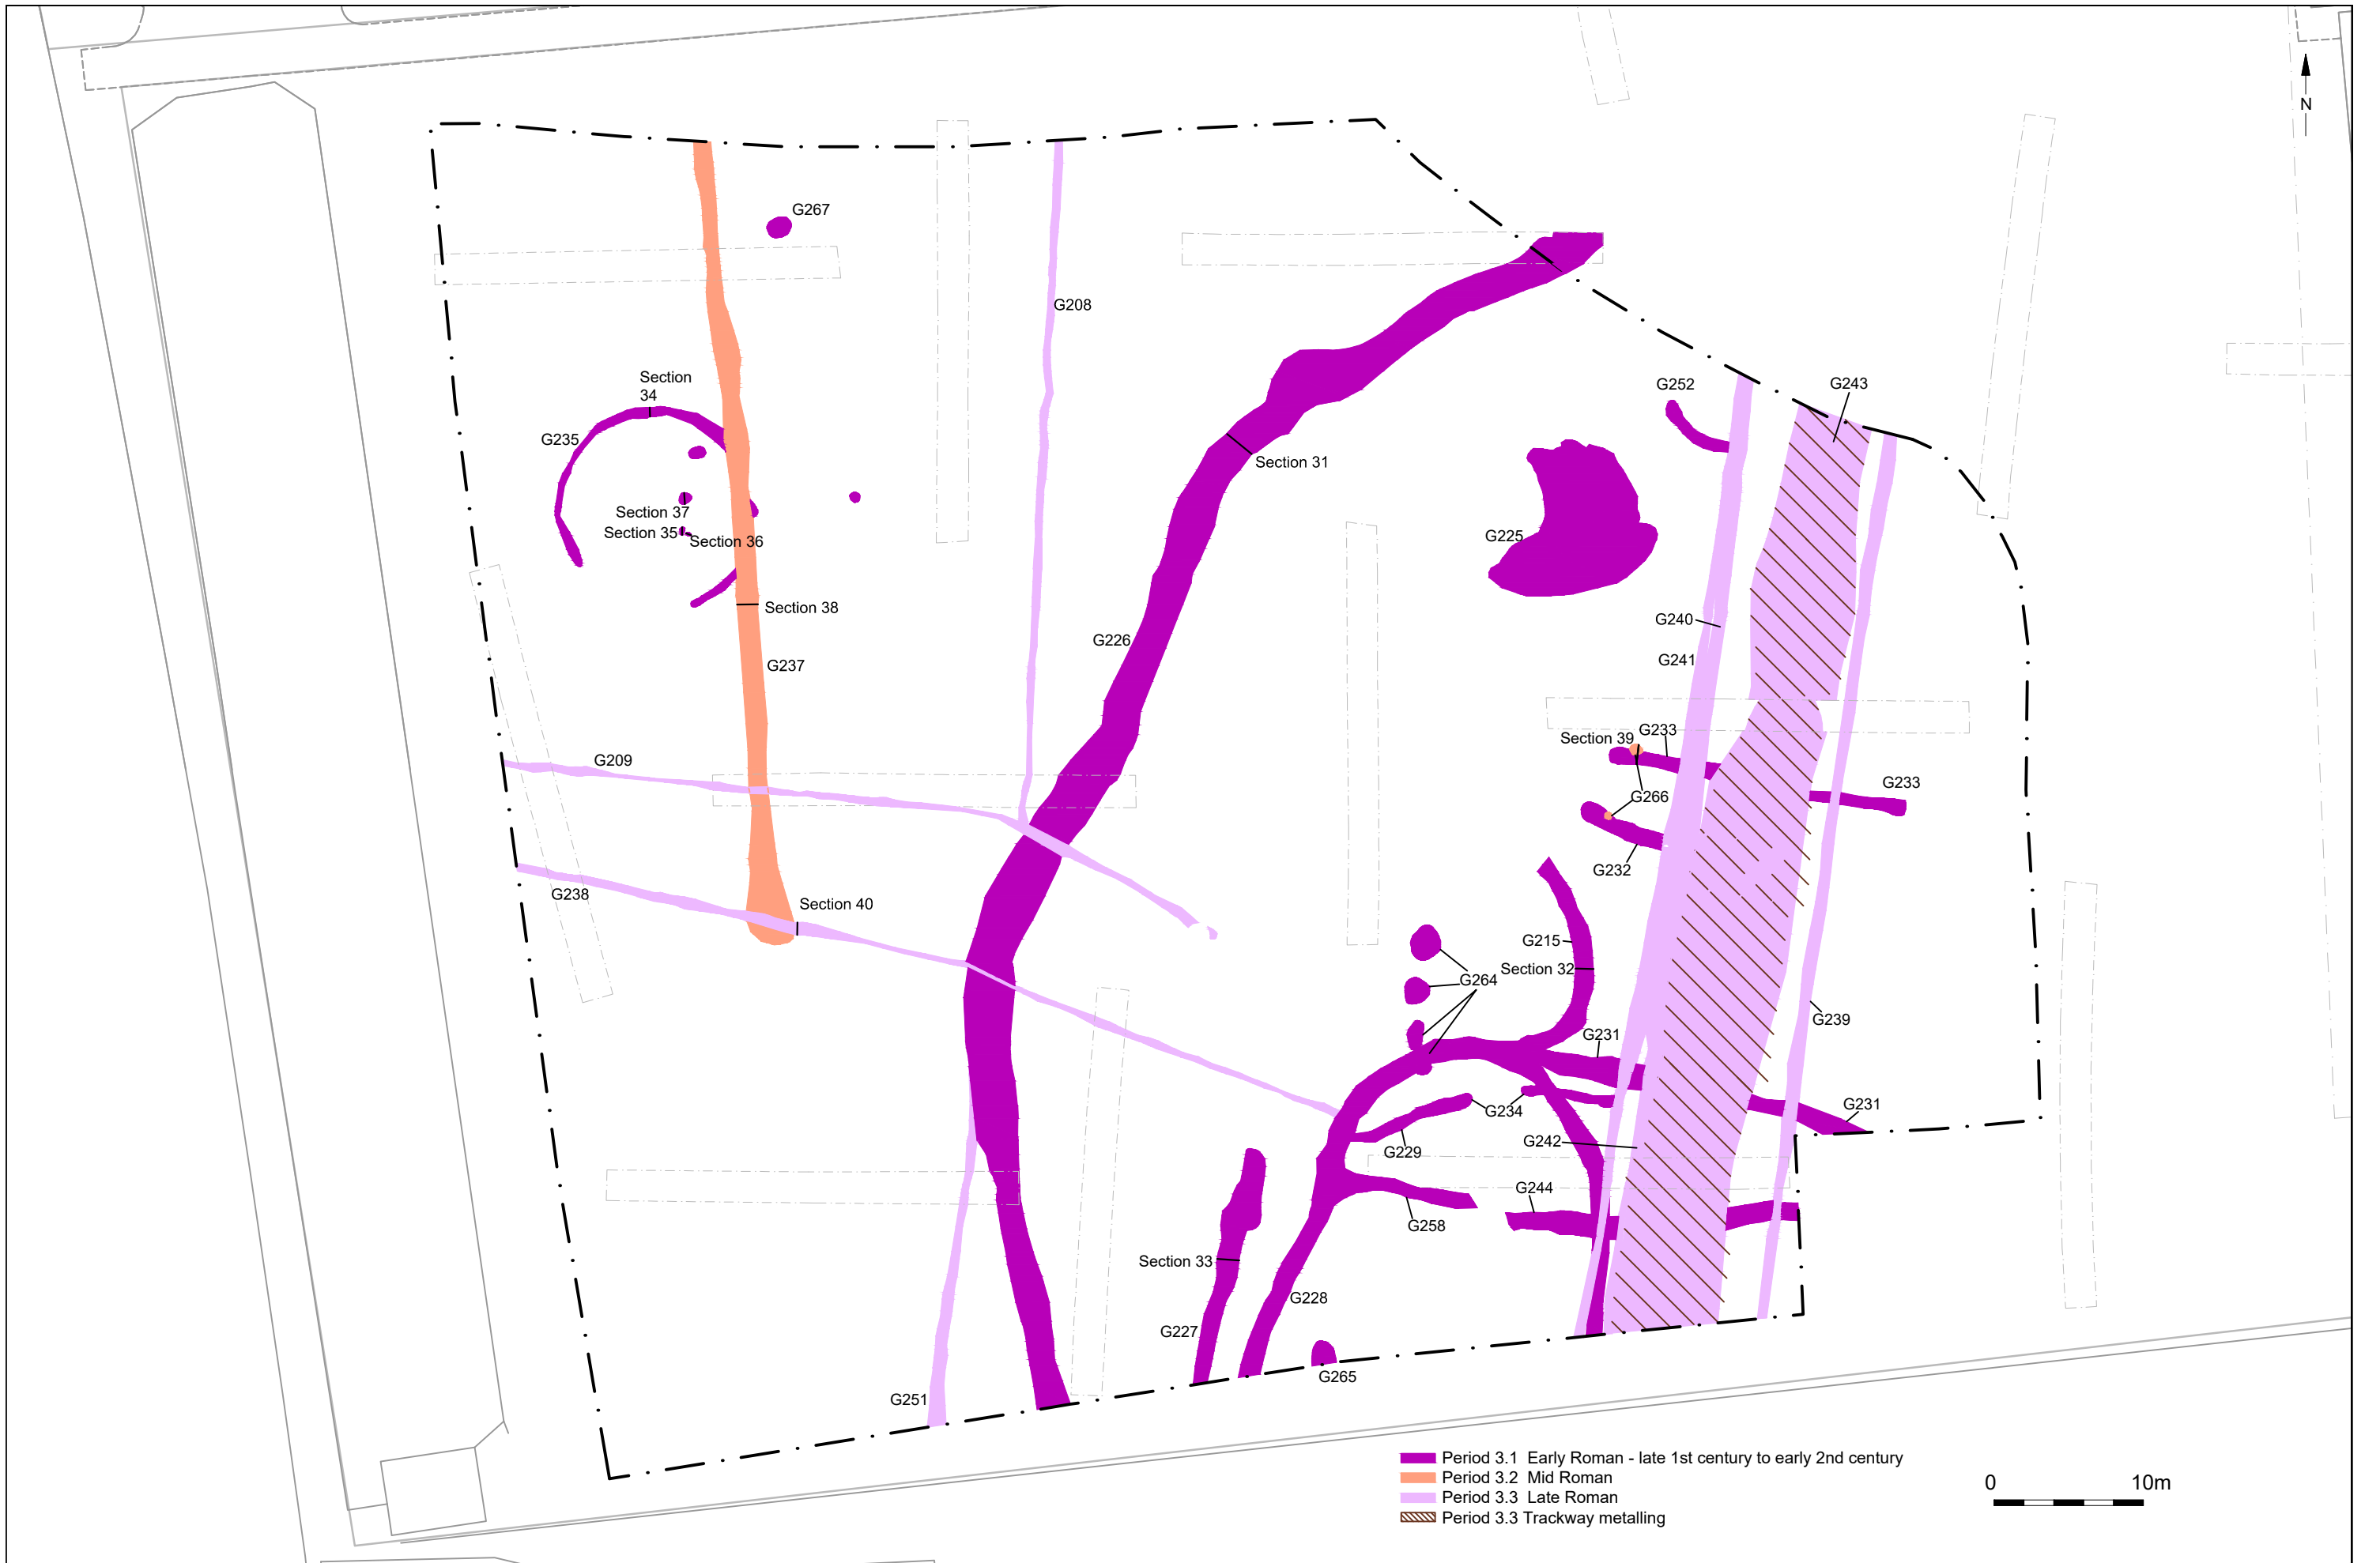 N
G267
G208
Section
34
G252
G243
G235
Section 31
Section 37
Section 35
Section 36
G225
Section 38
G240
G226
G241
G237
G233
Section 39
G209
G233
G266
G232
G238
Section 40
G215
Section 32
G264
G239
G231
G231
G234
G242
G229
G244
G258
Section 33
G228
G227
G265
G251
Period 3.1 Early Roman - late 1st century to early 2nd century
Period 3.2 Mid Roman
Period 3.3 Late Roman
Period 3.3 Trackway metalling
0 10m